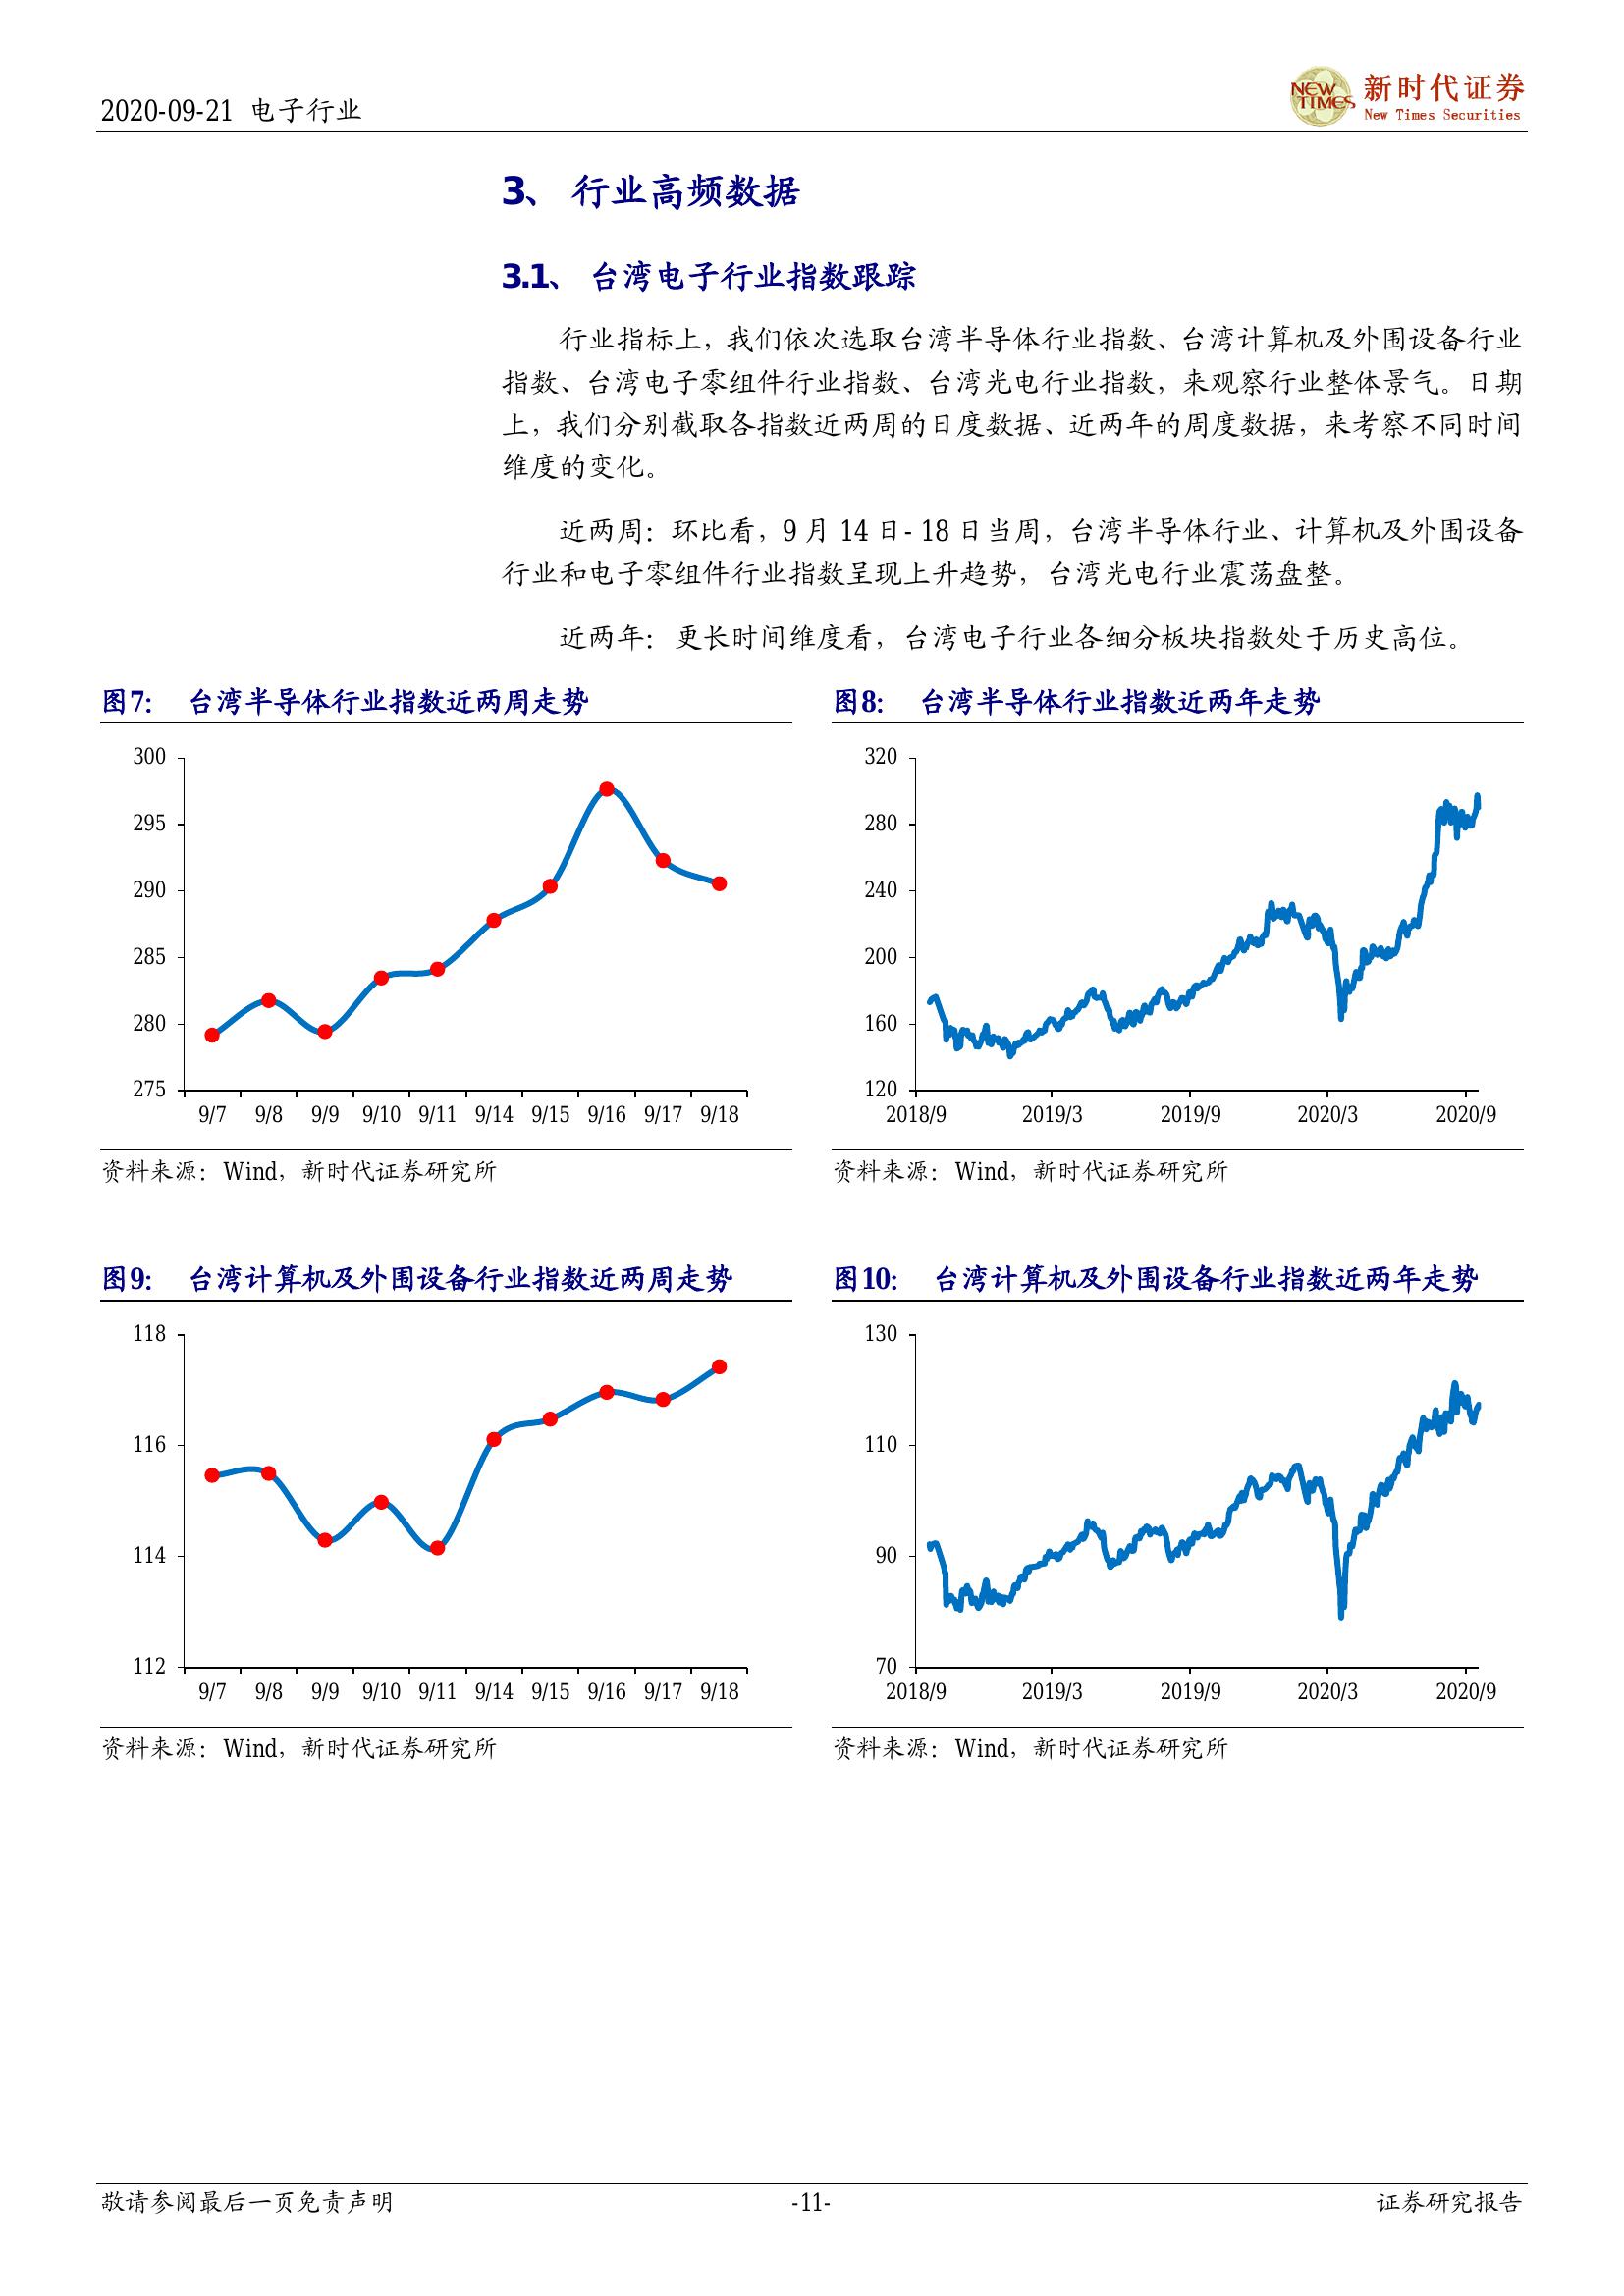 2020-09-21 电子行业
NEW TIMES
新时代证券
New Times Securities
3、 行业高频数据
3.1、 台湾电子行业指数跟踪
行业指标上，我们依次选取台湾半导体行业指数、台湾计算机及外围设备行业
指数、台湾电子零组件行业指数、台湾光电行业指数，来观察行业整体景气。日期
上，我们分别截取各指数近两周的日度数据、近两年的周度数据，来考察不同时间
维度的变化。
近两周：环比看，9 月 14 日- 18 日当周，台湾半导体行业、计算机及外围设备
行业和电子零组件行业指数呈现上升趋势，台湾光电行业震荡盘整。
近两年：更长时间维度看，台湾电子行业各细分板块指数处于历史高位。
图7: 台湾半导体行业指数近两周走势
300
295
290
285
280
275
9/7 9/8 9/9 9/10 9/11 9/14 9/15 9/16 9/17 9/18
资料来源：Wind，新时代证券研究所
图8: 台湾半导体行业指数近两年走势
320
280
240
200
160
120
2018/9 2019/3 2019/9 2020/3 2020/9
资料来源：Wind，新时代证券研究所
图9: 台湾计算机及外围设备行业指数近两周走势
118
116
114
112
9/7 9/8 9/9 9/10 9/11 9/14 9/15 9/16 9/17 9/18
资料来源：Wind，新时代证券研究所
图10: 台湾计算机及外围设备行业指数近两年走势
130
110
90
70
2018/9 2019/3 2019/9 2020/3 2020/9
资料来源：Wind，新时代证券研究所
敬请参阅最后一页免责声明
-11-
证券研究报告